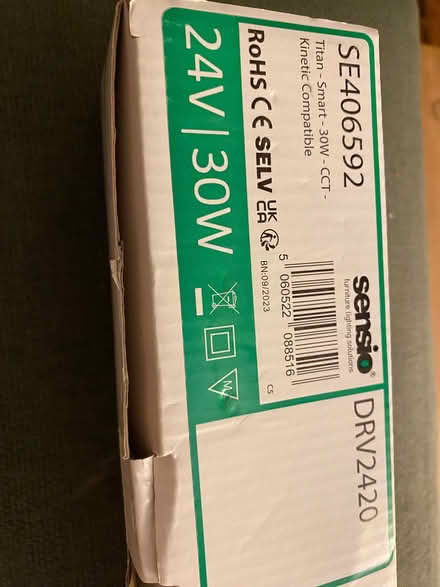 SE406592
Titan - Smart - 30W - CCT -
Kinetic Compatible
RoHS CE SELV UK CA
BN:09/2023
5 060522 088516
C5
24V | 30W
M
sensio®
furniture lighting solutions
DRV2420